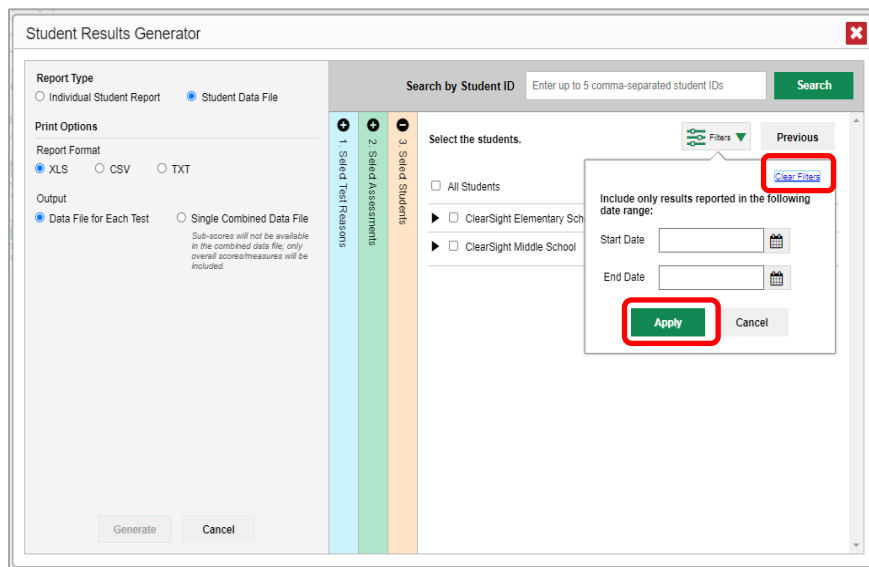 Student Results Generator
Report Type
Individual Student Report
Student Data File
Print Options
Report Format
XLS
CSV
TXT
Output
Data File for Each Test
Single Combined Data File
Sub-scores will not be available
in the combined data file; only
overall scores/measures will be
included.
Generate
Cancel
Search by Student ID
Enter up to 5 comma-separated student IDs
Search
1. Select Test Reasons
2. Select Assessments
3. Select Students
Select the students.
Filters
Previous
All Students
ClearSight Elementary Sch
ClearSight Middle School
Clear Filters
Include only results reported in the following
date range:
Start Date
End Date
Apply
Cancel